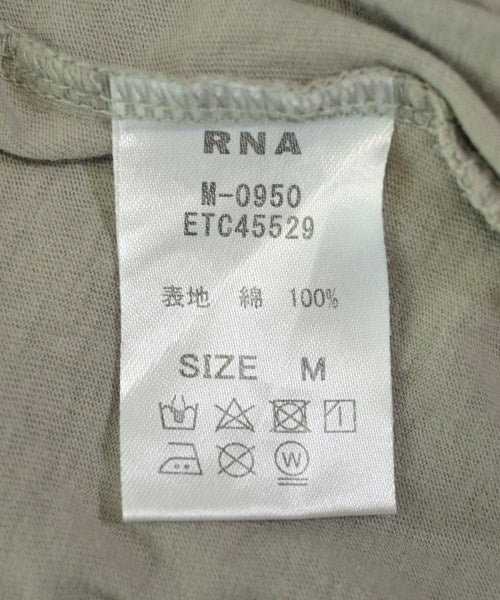 RNA
M-0950
ETC45529
表地 綿 100%
SIZE M
W